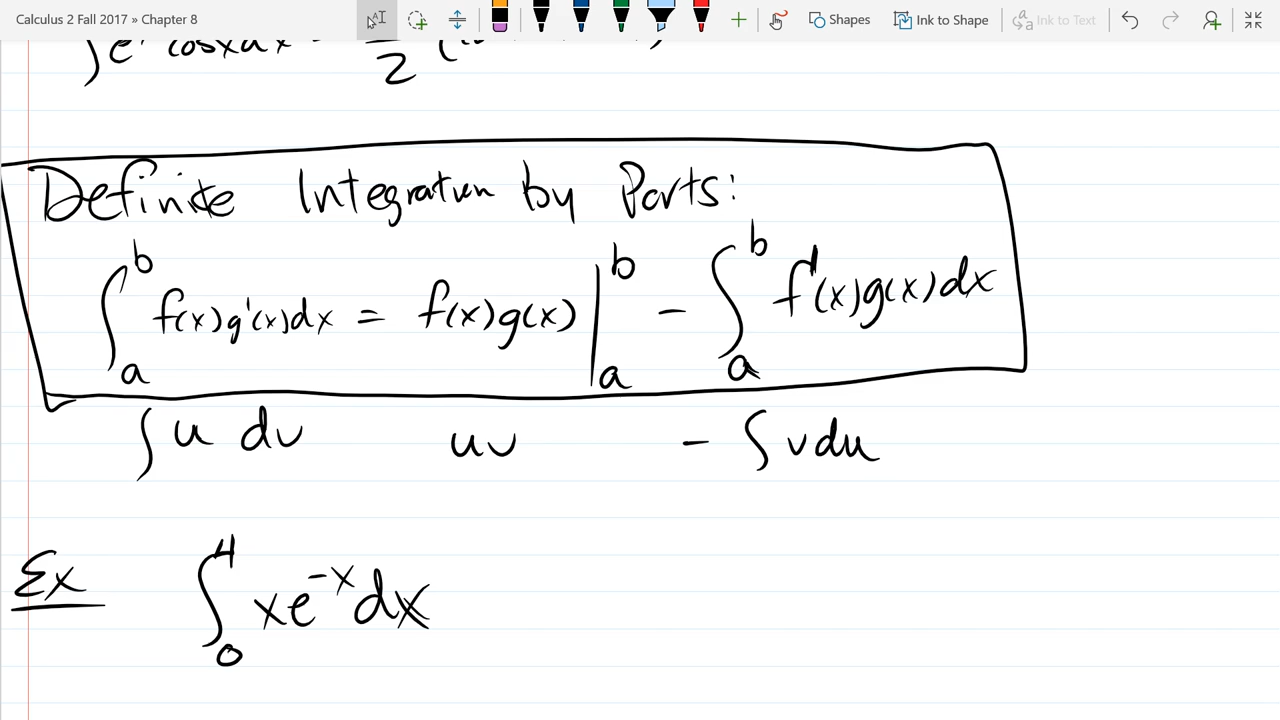 Calculus 2 Fall 2017 » Chapter 8
Shapes
Ink to Shape
Ink to Text
2
Definite Integration by Parts:
∫_a^b f(x)g'(x)dx = f(x)g(x) |_a^b - ∫_a^b f'(x)g(x)dx
∫ u dv uv - ∫ v du
Ex ∫_0^4 xe^{-x} dx